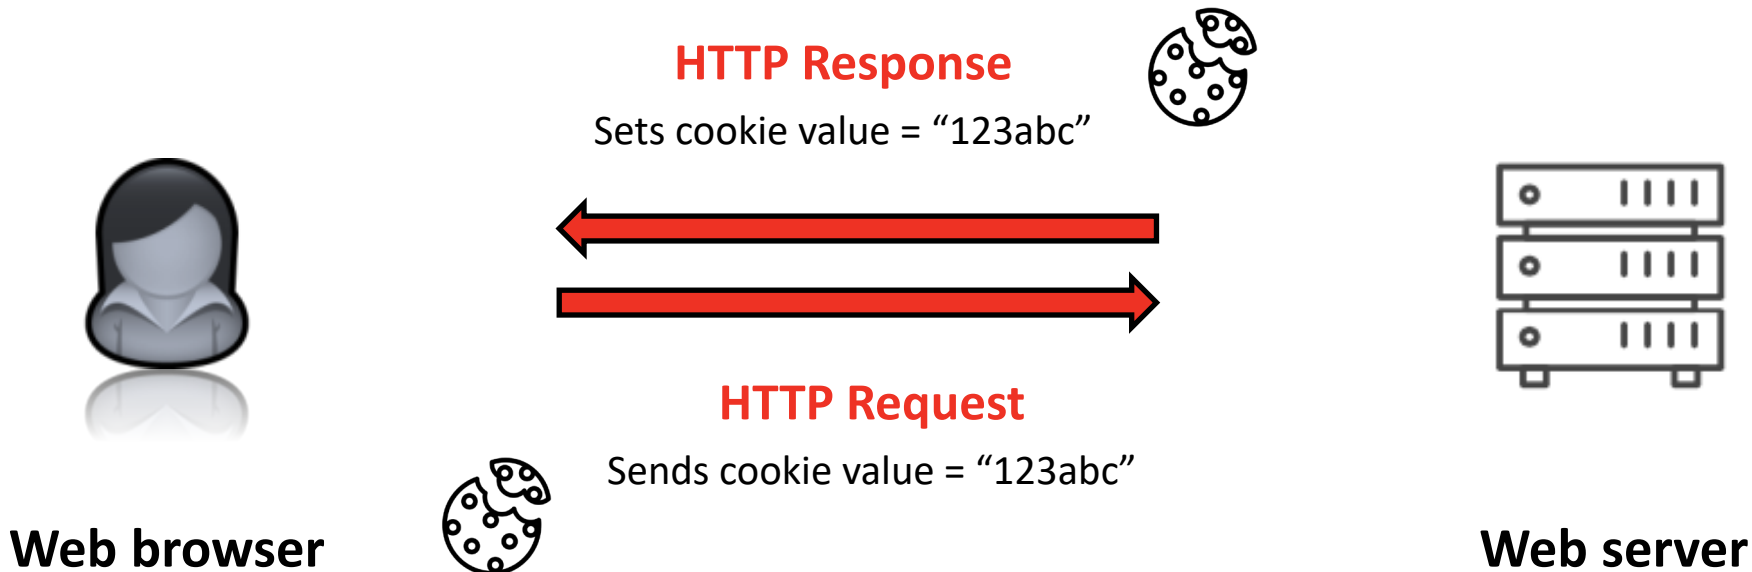 HTTP Response
Sets cookie value = “123abc”
HTTP Request
Sends cookie value = “123abc”
Web browser
Web server